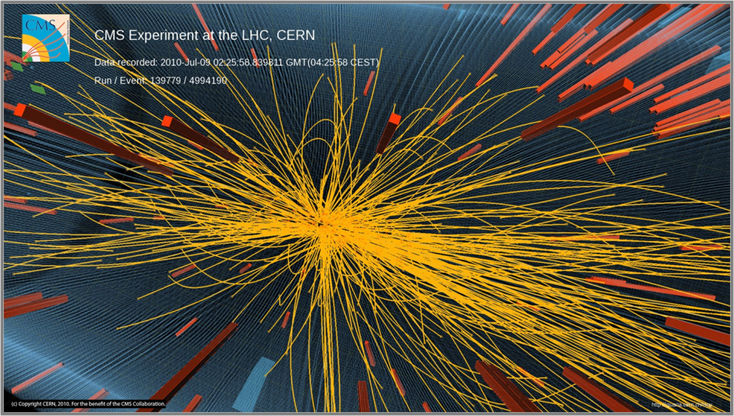 CMS
CMS Experiment at the LHC, CERN
Data recorded: 2010-Jul-09 02:25:58.839811 GMT(04:25:58 CEST)
Run / Event: 139779 / 4994190
(c) Copyright CERN, 2010. For the benefit of the CMS Collaboration.